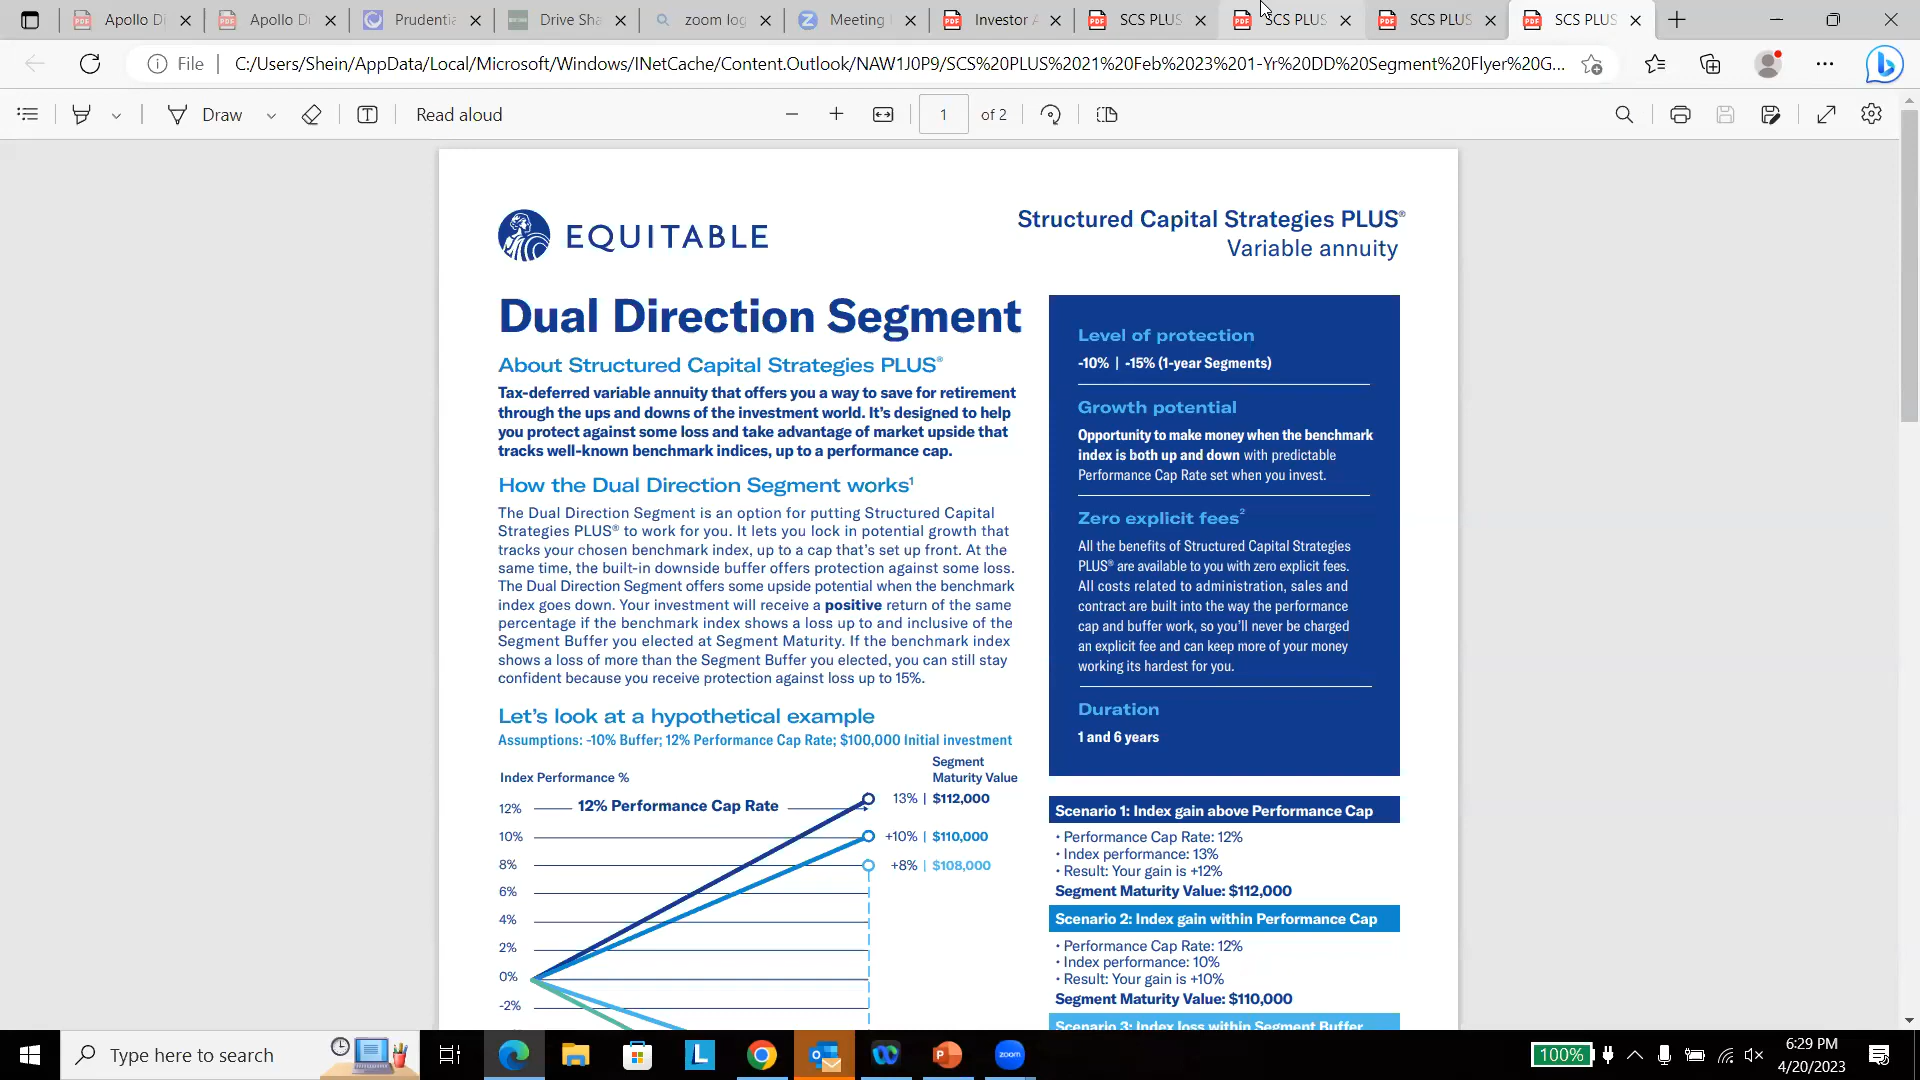 Apollo Di
Apollo Di
Prudentia
Drive Sha
zoom log
Meeting
Investor A
SCS PLUS
SCS PLUS
SCS PLUS
SCS PLUS
File
C:/Users/Shein/AppData/Local/Microsoft/Windows/INetCache/Content.Outlook/NAW1J0P9/SCS%20PLUS%2021%20Feb%2023%201-Yr%20DD%20Segment%20Flyer%20G...
Draw
Read aloud
1
of 2
EQUITABLE
Structured Capital Strategies PLUS®
Variable annuity
Dual Direction Segment
About Structured Capital Strategies PLUS®
Tax-deferred variable annuity that offers you a way to save for retirement
through the ups and downs of the investment world. It's designed to help
you protect against some loss and take advantage of market upside that
tracks well-known benchmark indices, up to a performance cap.
How the Dual Direction Segment works¹
The Dual Direction Segment is an option for putting Structured Capital
Strategies PLUS® to work for you. It lets you lock in potential growth that
tracks your chosen benchmark index, up to a cap that's set up front. At the
same time, the built-in downside buffer offers protection against some loss.
The Dual Direction Segment offers some upside potential when the benchmark
index goes down. Your investment will receive a positive return of the same
percentage if the benchmark index shows a loss up to and inclusive of the
Segment Buffer you elected at Segment Maturity. If the benchmark index
shows a loss of more than the Segment Buffer you elected, you can still stay
confident because you receive protection against loss up to 15%.
Let's look at a hypothetical example
Assumptions: -10% Buffer; 12% Performance Cap Rate; $100,000 Initial investment
Index Performance %
Segment
Maturity Value
12%
12% Performance Cap Rate
13% | $112,000
10%
+10% | $110,000
8%
+8% | $108,000
6%
4%
2%
0%
-2%
Level of protection
-10% | -15% (1-year Segments)
Growth potential
Opportunity to make money when the benchmark
index is both up and down with predictable
Performance Cap Rate set when you invest.
Zero explicit fees²
All the benefits of Structured Capital Strategies
PLUS® are available to you with zero explicit fees.
All costs related to administration, sales and
contract are built into the way the performance
cap and buffer work, so you'll never be charged
an explicit fee and can keep more of your money
working its hardest for you.
Duration
1 and 6 years
Scenario 1: Index gain above Performance Cap
• Performance Cap Rate: 12%
• Index performance: 13%
• Result: Your gain is +12%
Segment Maturity Value: $112,000
Scenario 2: Index gain within Performance Cap
• Performance Cap Rate: 12%
• Index performance: 10%
• Result: Your gain is +10%
Segment Maturity Value: $110,000
Scenario 3: Index loss within Segment Buffer
Type here to search
zoom
100%
6:29 PM
4/20/2023